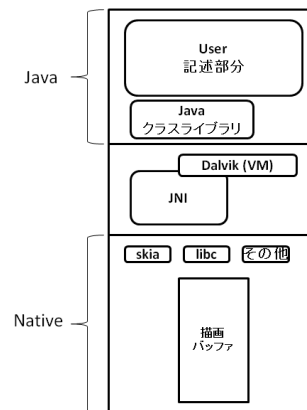 User
記述部分
Java
Java
クラスライブラリ
Dalvik (VM)
JNI
skia
libc
その他
Native
描画
バッファ